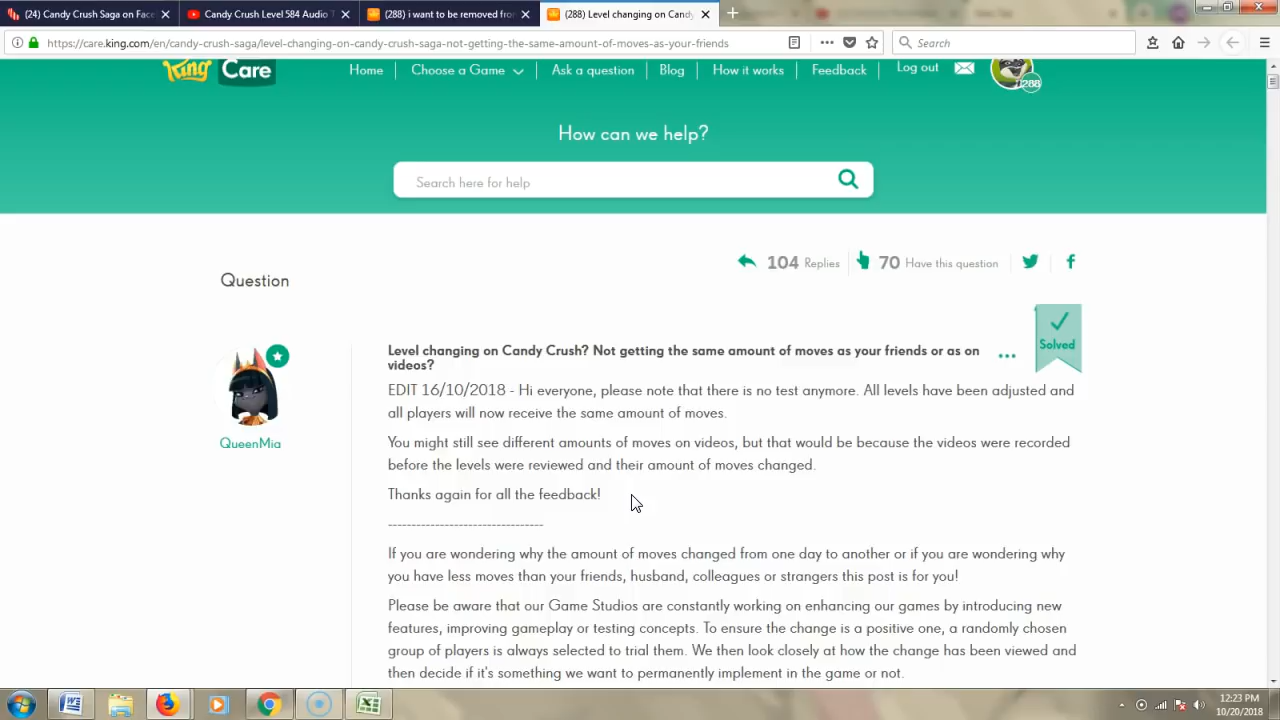 (24) Candy Crush Saga on Face
Candy Crush Level 584 Audio T
(288) i want to be removed from
(288) Level changing on Candy
https://care.king.com/en/candy-crush-saga/level-changing-on-candy-crush-saga-not-getting-the-same-amount-of-moves-as-your-friends
Search
King Care
Home
Choose a Game
Ask a question
Blog
How it works
Feedback
Log out
1288
How can we help?
Search here for help
104 Replies
70 Have this question
Question
Solved
Level changing on Candy Crush? Not getting the same amount of moves as your friends or as on
videos?
EDIT 16/10/2018 - Hi everyone, please note that there is no test anymore. All levels have been adjusted and
all players will now receive the same amount of moves.
QueenMia
You might still see different amounts of moves on videos, but that would be because the videos were recorded
before the levels were reviewed and their amount of moves changed.
Thanks again for all the feedback!
---------------------------------
If you are wondering why the amount of moves changed from one day to another or if you are wondering why
you have less moves than your friends, husband, colleagues or strangers this post is for you!
Please be aware that our Game Studios are constantly working on enhancing our games by introducing new
features, improving gameplay or testing concepts. To ensure the change is a positive one, a randomly chosen
group of players is always selected to trial them. We then look closely at how the change has been viewed and
then decide if it's something we want to permanently implement in the game or not.
12:23 PM
10/20/2018